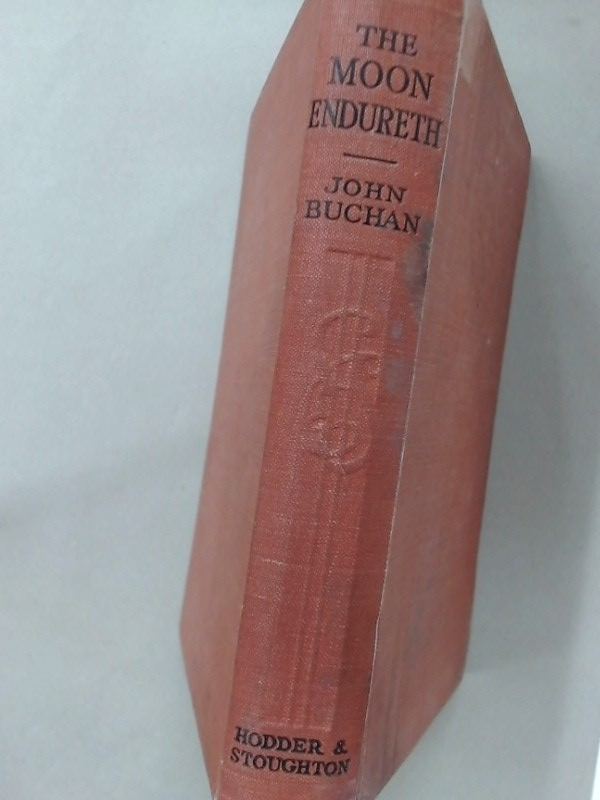 THE
MOON
ENDURETH
JOHN
BUCHAN
HODDER &
STOUGHTON